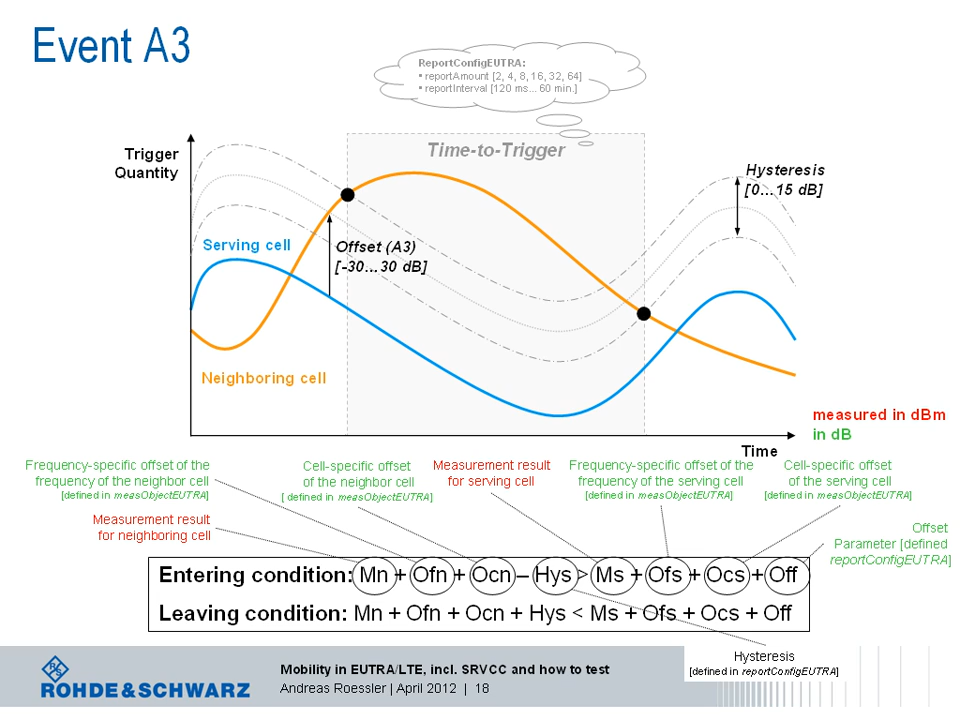 Event A3
ReportConfigEUTRA:
• reportAmount [2, 4, 8, 16, 32, 64]
• reportInterval [120 ms... 60 min.]
Time-to-Trigger
Trigger
Quantity
Hysteresis
[0...15 dB]
Serving cell
Offset (A3)
[-30...30 dB]
Neighboring cell
measured in dBm
in dB
Time
Frequency-specific offset of the
frequency of the neighbor cell
[defined in measObjectEUTRA]
Cell-specific offset
of the neighbor cell
[ defined in measObjectEUTRA]
Measurement result
for serving cell
Frequency-specific offset of the
frequency of the serving cell
[defined in measObjectEUTRA]
Cell-specific offset
of the serving cell
[defined in measObjectEUTRA]
Measurement result
for neighboring cell
Offset
Parameter [defined
reportConfigEUTRA]
Entering condition: Mn + Ofn + Ocn – Hys > Ms + Ofs + Ocs + Off
Leaving condition: Mn + Ofn + Ocn + Hys < Ms + Ofs + Ocs + Off
Hysteresis
[defined in reportConfigEUTRA]
R S
ROHDE & SCHWARZ
Mobility in EUTRA/LTE, incl. SRVCC and how to test
Andreas Roessler | April 2012 | 18